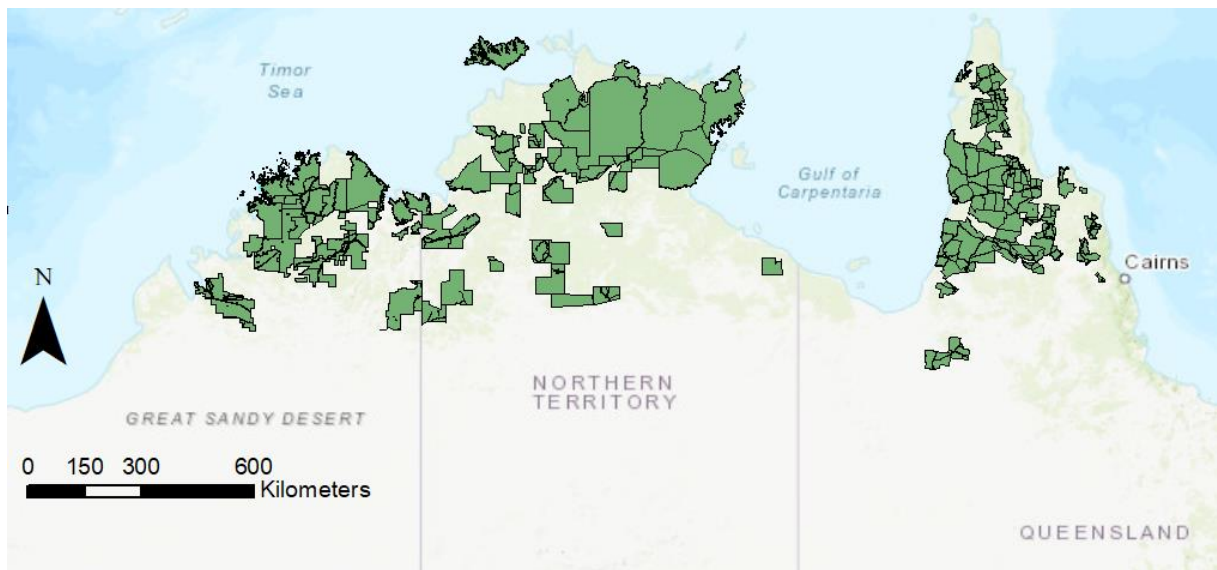 Timor
Sea
Gulf of
Carpentaria
Cairns
N
NORTHERN
TERRITORY
GREAT SANDY DESERT
0 150 300 600
Kilometers
QUEENSLAND